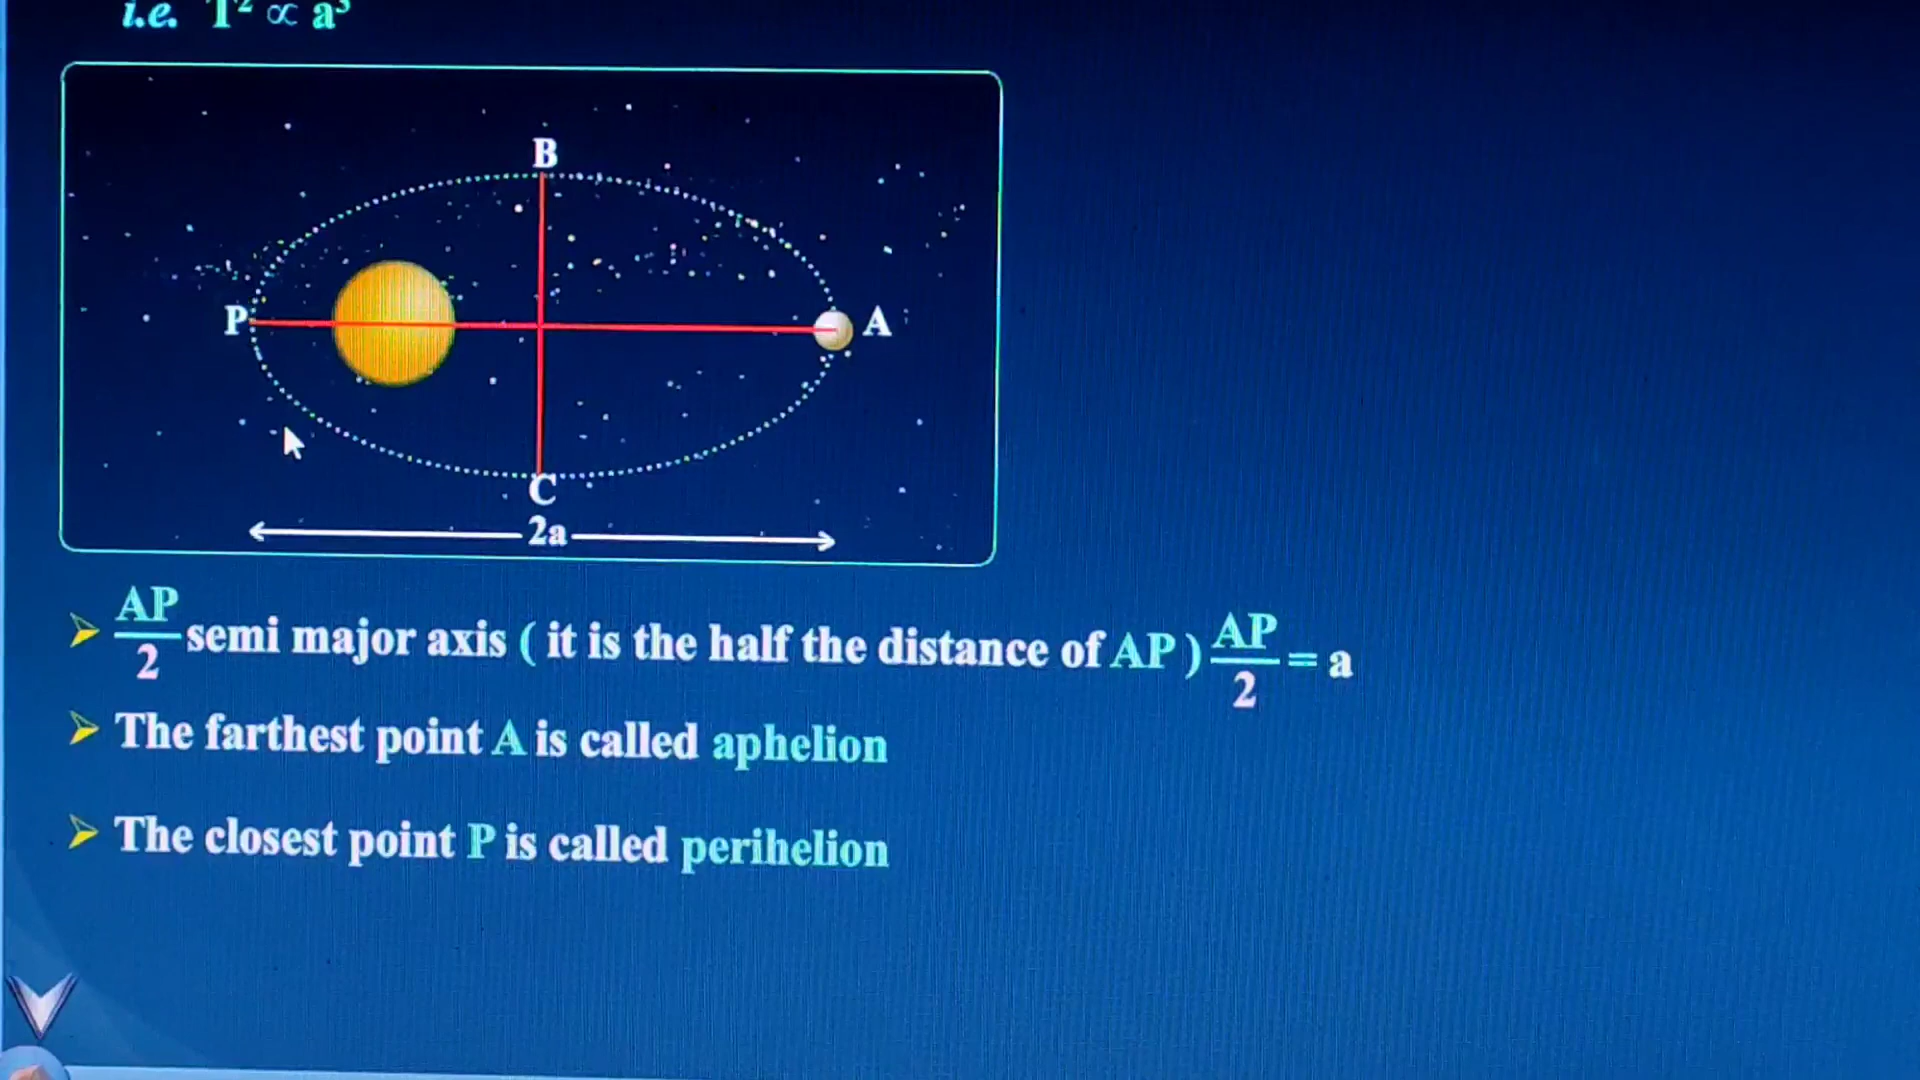 i.e. T² ∝ a³
B
P
A
C
2a
AP/2 semi major axis ( it is the half the distance of AP ) AP/2 = a
The farthest point A is called aphelion
The closest point P is called perihelion